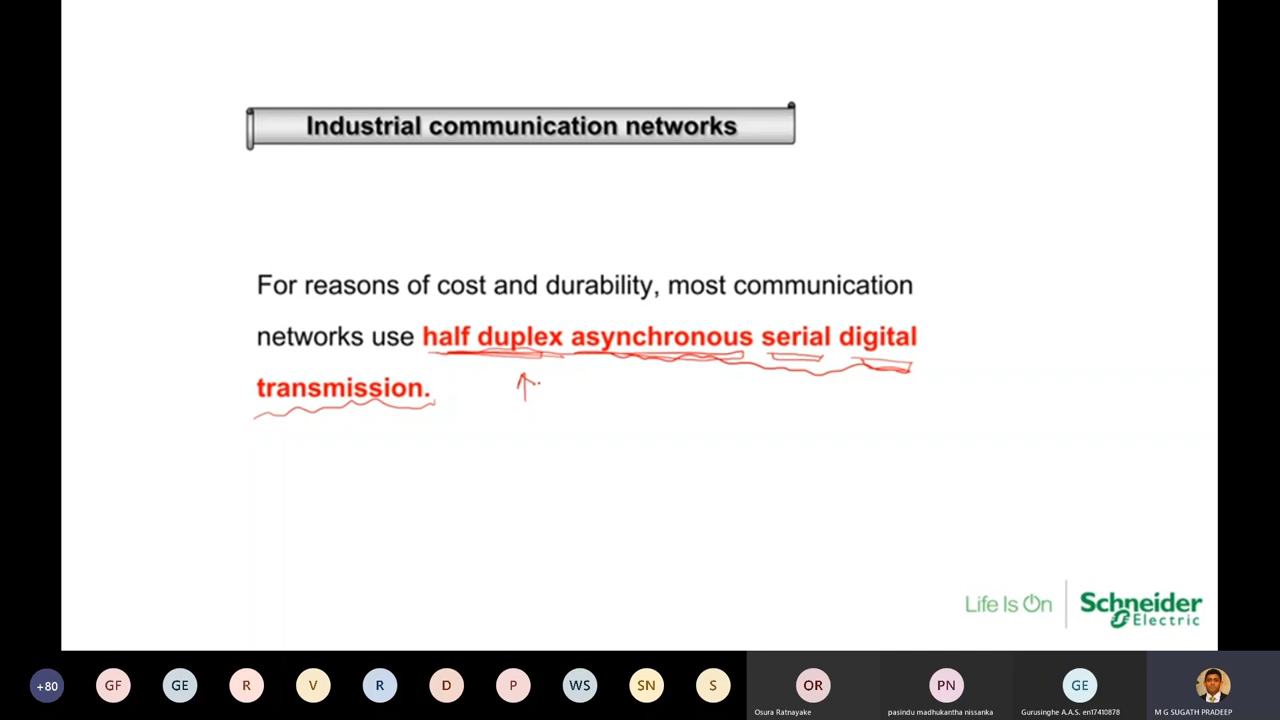 Industrial communication networks
For reasons of cost and durability, most communication
networks use half duplex asynchronous serial digital
transmission.
Life Is On
Schneider
Electric
+80
GF
GE
R
V
R
D
P
WS
SN
S
OR
PN
GE
Osura Ratnayake
pasindu madhukantha nissanka
Gurusinghe A.A.S. en17410878
M G SUGATH PRADEEP